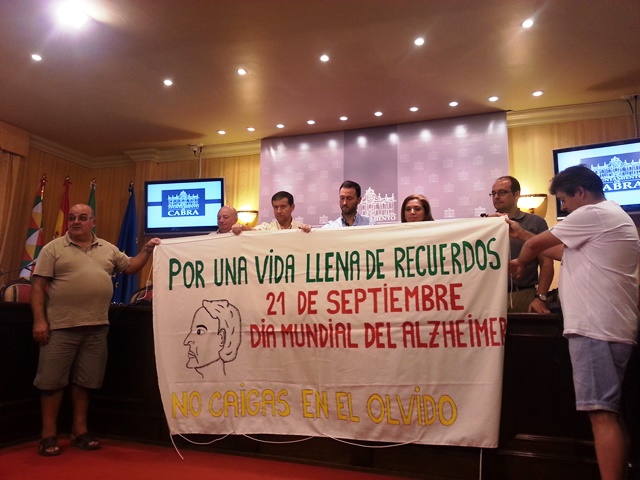 CABRA
POR UNA VIDA LLENA DE RECUERDOS
21 DE SEPTIEMBRE
DÍA MUNDIAL DEL ALZHEIMER
NO CAIGAS EN EL OLVIDO
CABRA